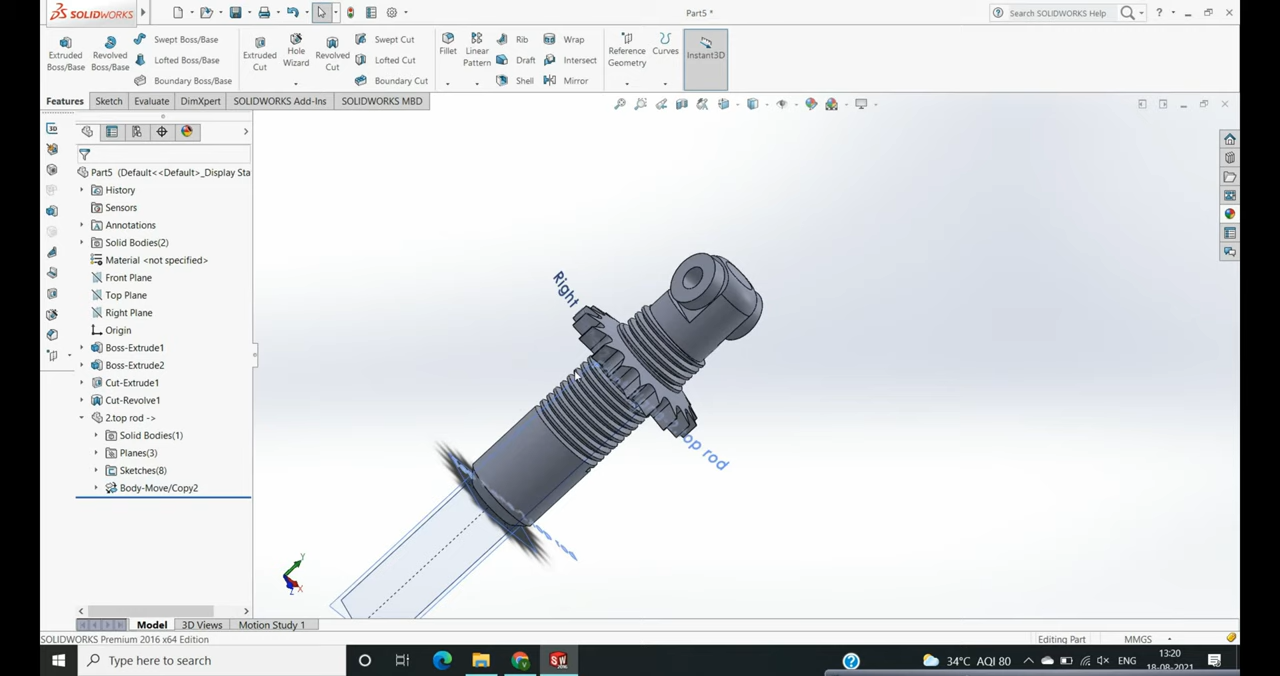 SOLIDWORKS
Part5 *
Search SOLIDWORKS Help
?
Extruded Boss/Base
Revolved Boss/Base
Swept Boss/Base
Lofted Boss/Base
Boundary Boss/Base
Extruded Cut
Hole Wizard
Revolved Cut
Swept Cut
Lofted Cut
Boundary Cut
Fillet
Linear Pattern
Rib
Draft
Shell
Wrap
Intersect
Mirror
Reference Geometry
Curves
Instant3D
Features
Sketch
Evaluate
DimXpert
SOLIDWORKS Add-Ins
SOLIDWORKS MBD
Part5 (Default<<Default>_Display Sta
History
Sensors
Annotations
Solid Bodies(2)
Material <not specified>
Front Plane
Top Plane
Right Plane
Origin
Boss-Extrude1
Boss-Extrude2
Cut-Extrude1
Cut-Revolve1
2.top rod ->
Solid Bodies(1)
Planes(3)
Sketches(8)
Body-Move/Copy2
Right
op rod
Y
X
Z
Model
3D Views
Motion Study 1
SOLIDWORKS Premium 2016 x64 Edition
Editing Part
MMGS
Type here to search
34°C AQI 80
ENG
13:20
18-08-2021